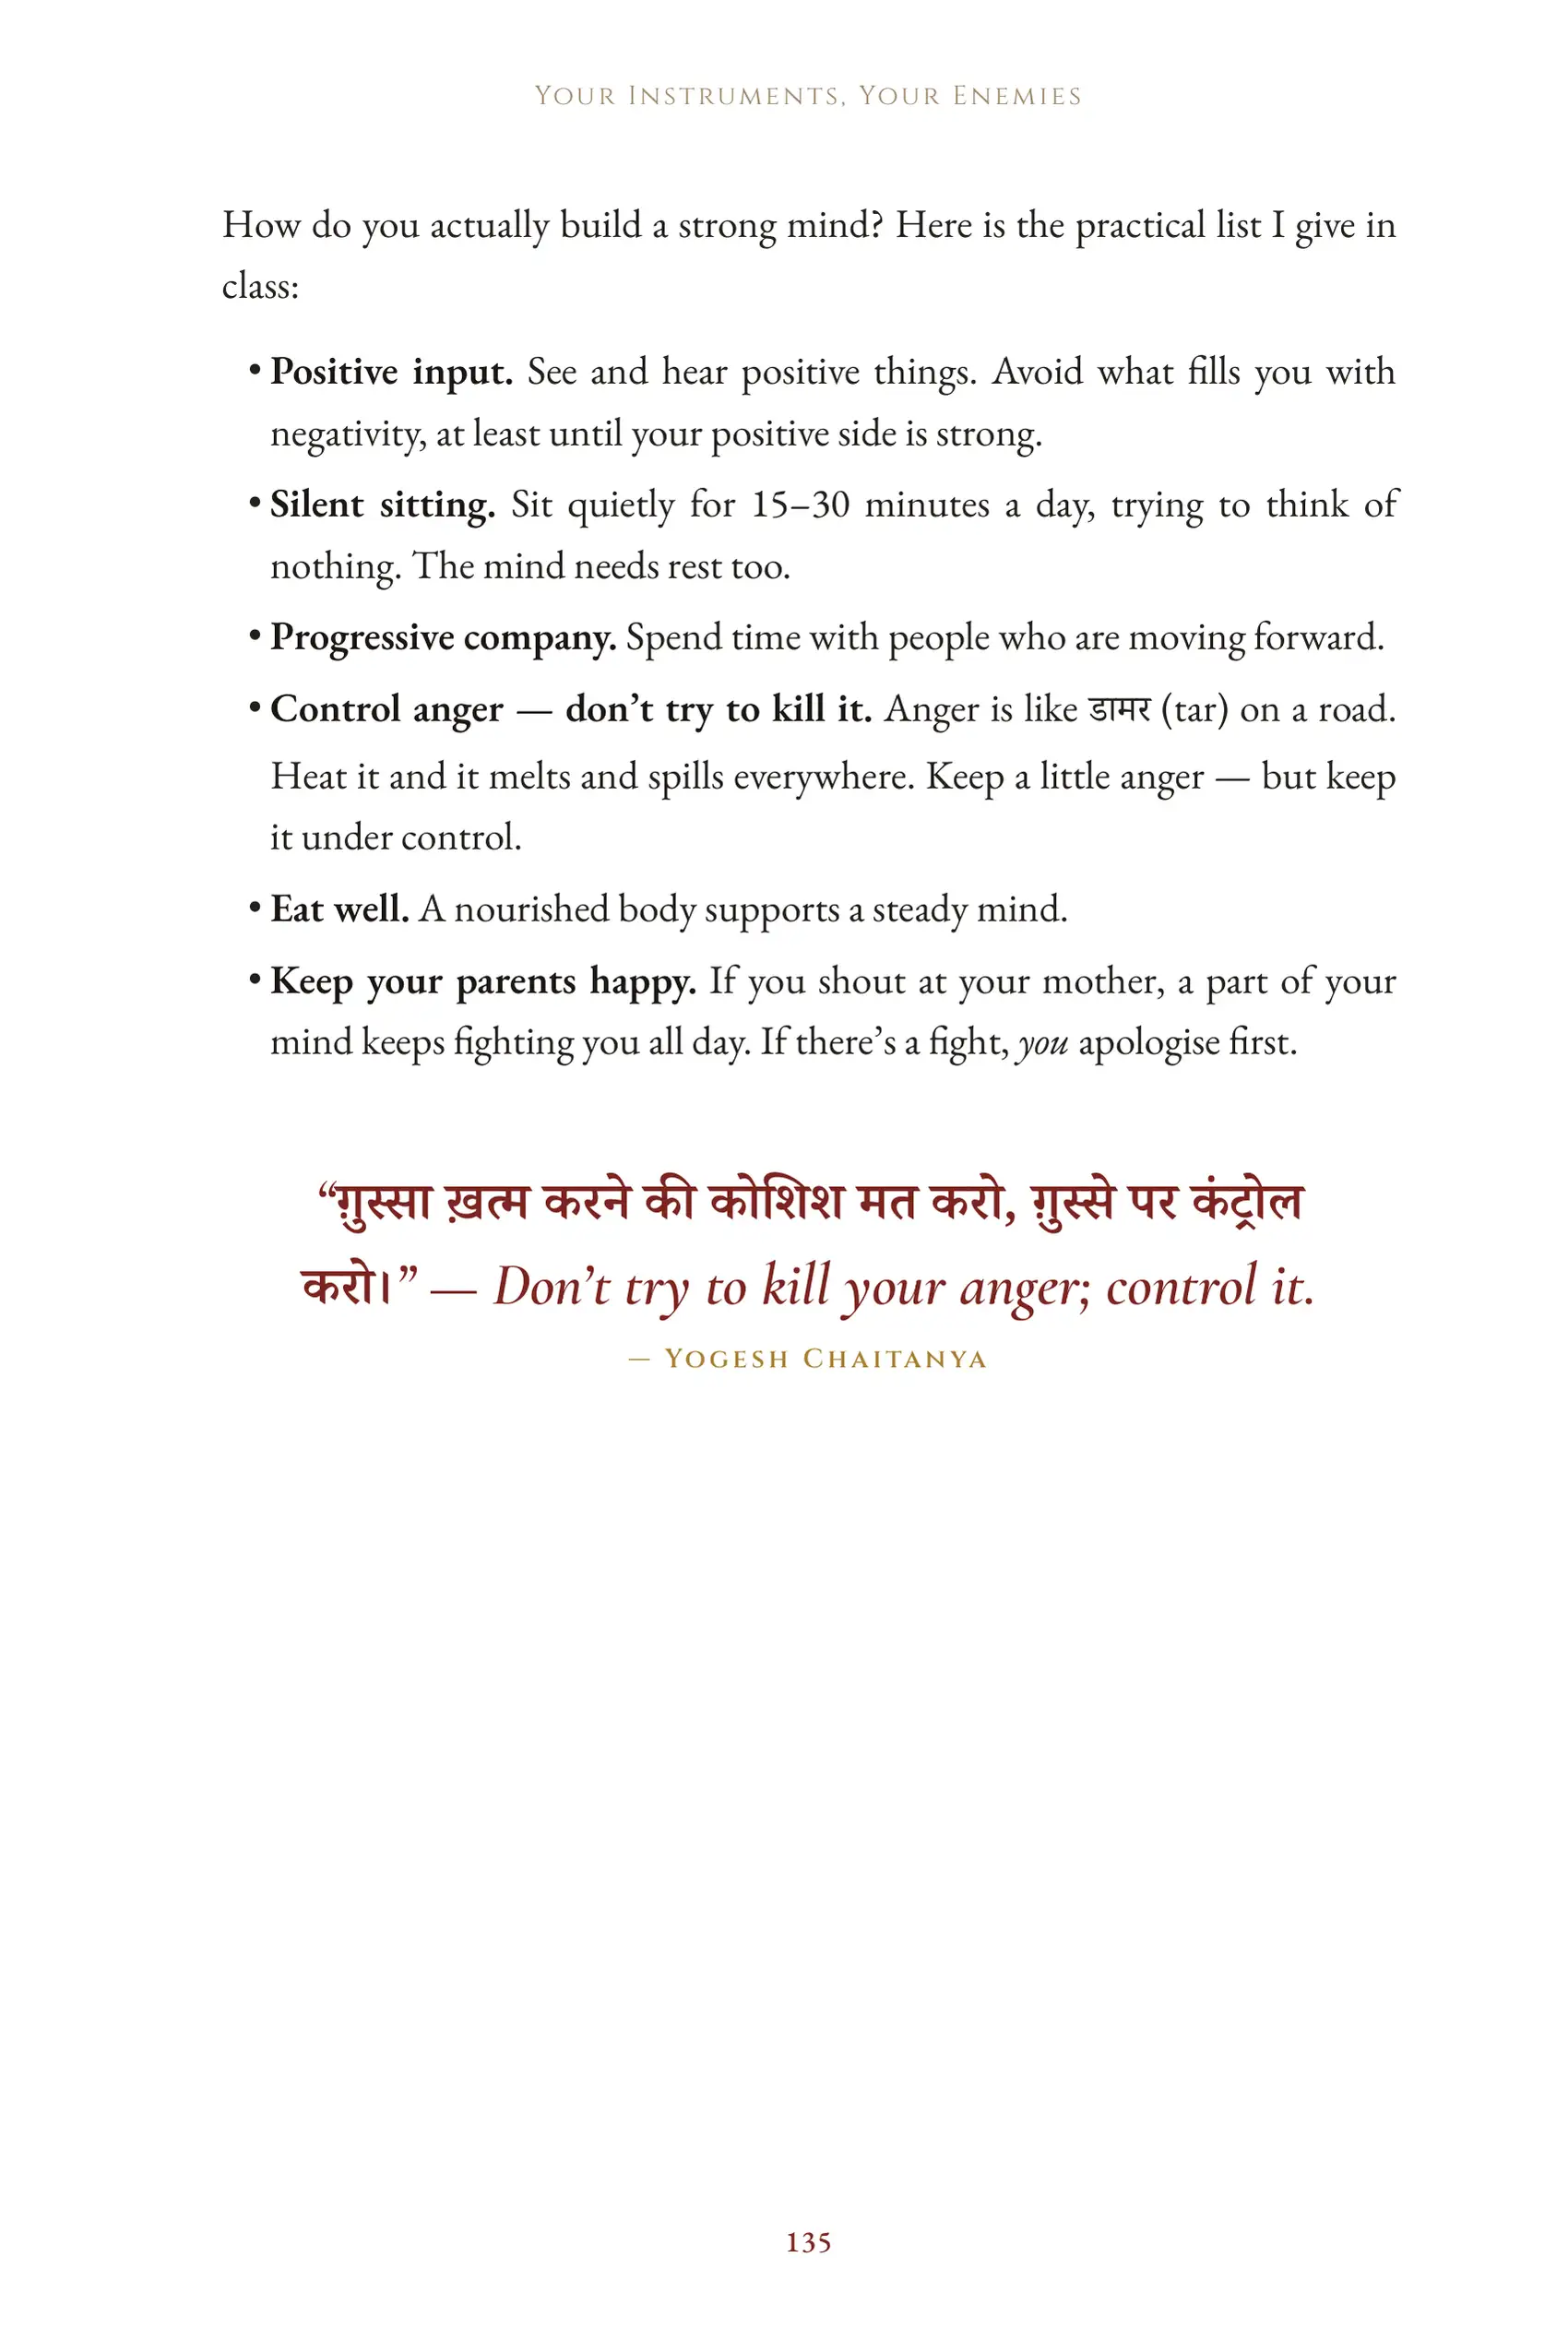 Your Instruments, Your Enemies
How do you actually build a strong mind? Here is the practical list I give in
class:
• Positive input. See and hear positive things. Avoid what fills you with
negativity, at least until your positive side is strong.
• Silent sitting. Sit quietly for 15–30 minutes a day, trying to think of
nothing. The mind needs rest too.
• Progressive company. Spend time with people who are moving forward.
• Control anger — don’t try to kill it. Anger is like डामर (tar) on a road.
Heat it and it melts and spills everywhere. Keep a little anger — but keep
it under control.
• Eat well. A nourished body supports a steady mind.
• Keep your parents happy. If you shout at your mother, a part of your
mind keeps fighting you all day. If there’s a fight, you apologise first.
“ग़ुस्सा ख़त्म करने की कोशिश मत करो, ग़ुस्से पर कंट्रोल
करो।” — Don’t try to kill your anger; control it.
— Yogesh Chaitanya
135